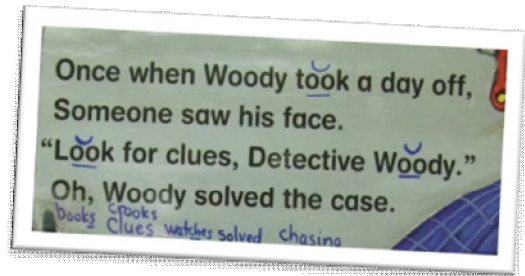 Once when Woody took a day off,
Someone saw his face.
“Look for clues, Detective Woody.”
Oh, Woody solved the case.
books crooks
clues watches solved chasing